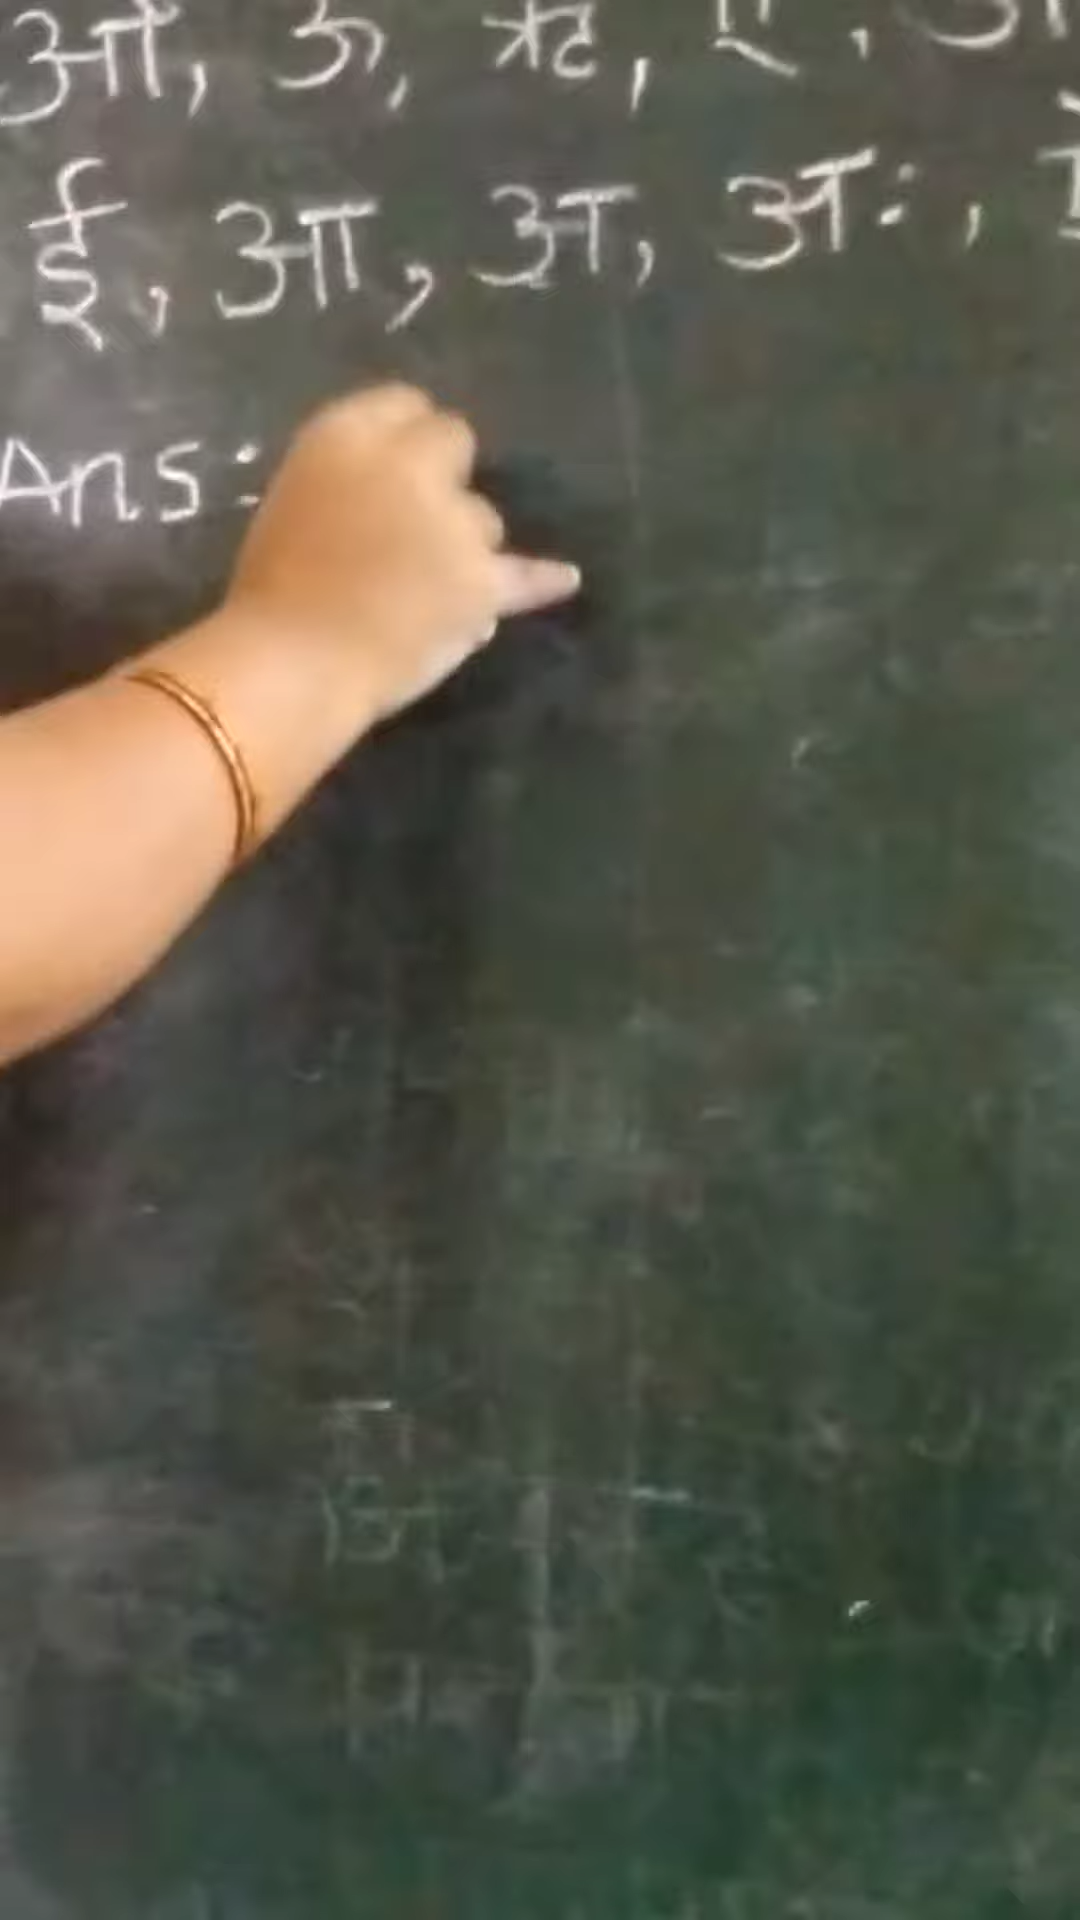 ओ, ऊ, ऋ, ए, अ
ई, आ, अ, अः,
Ans: